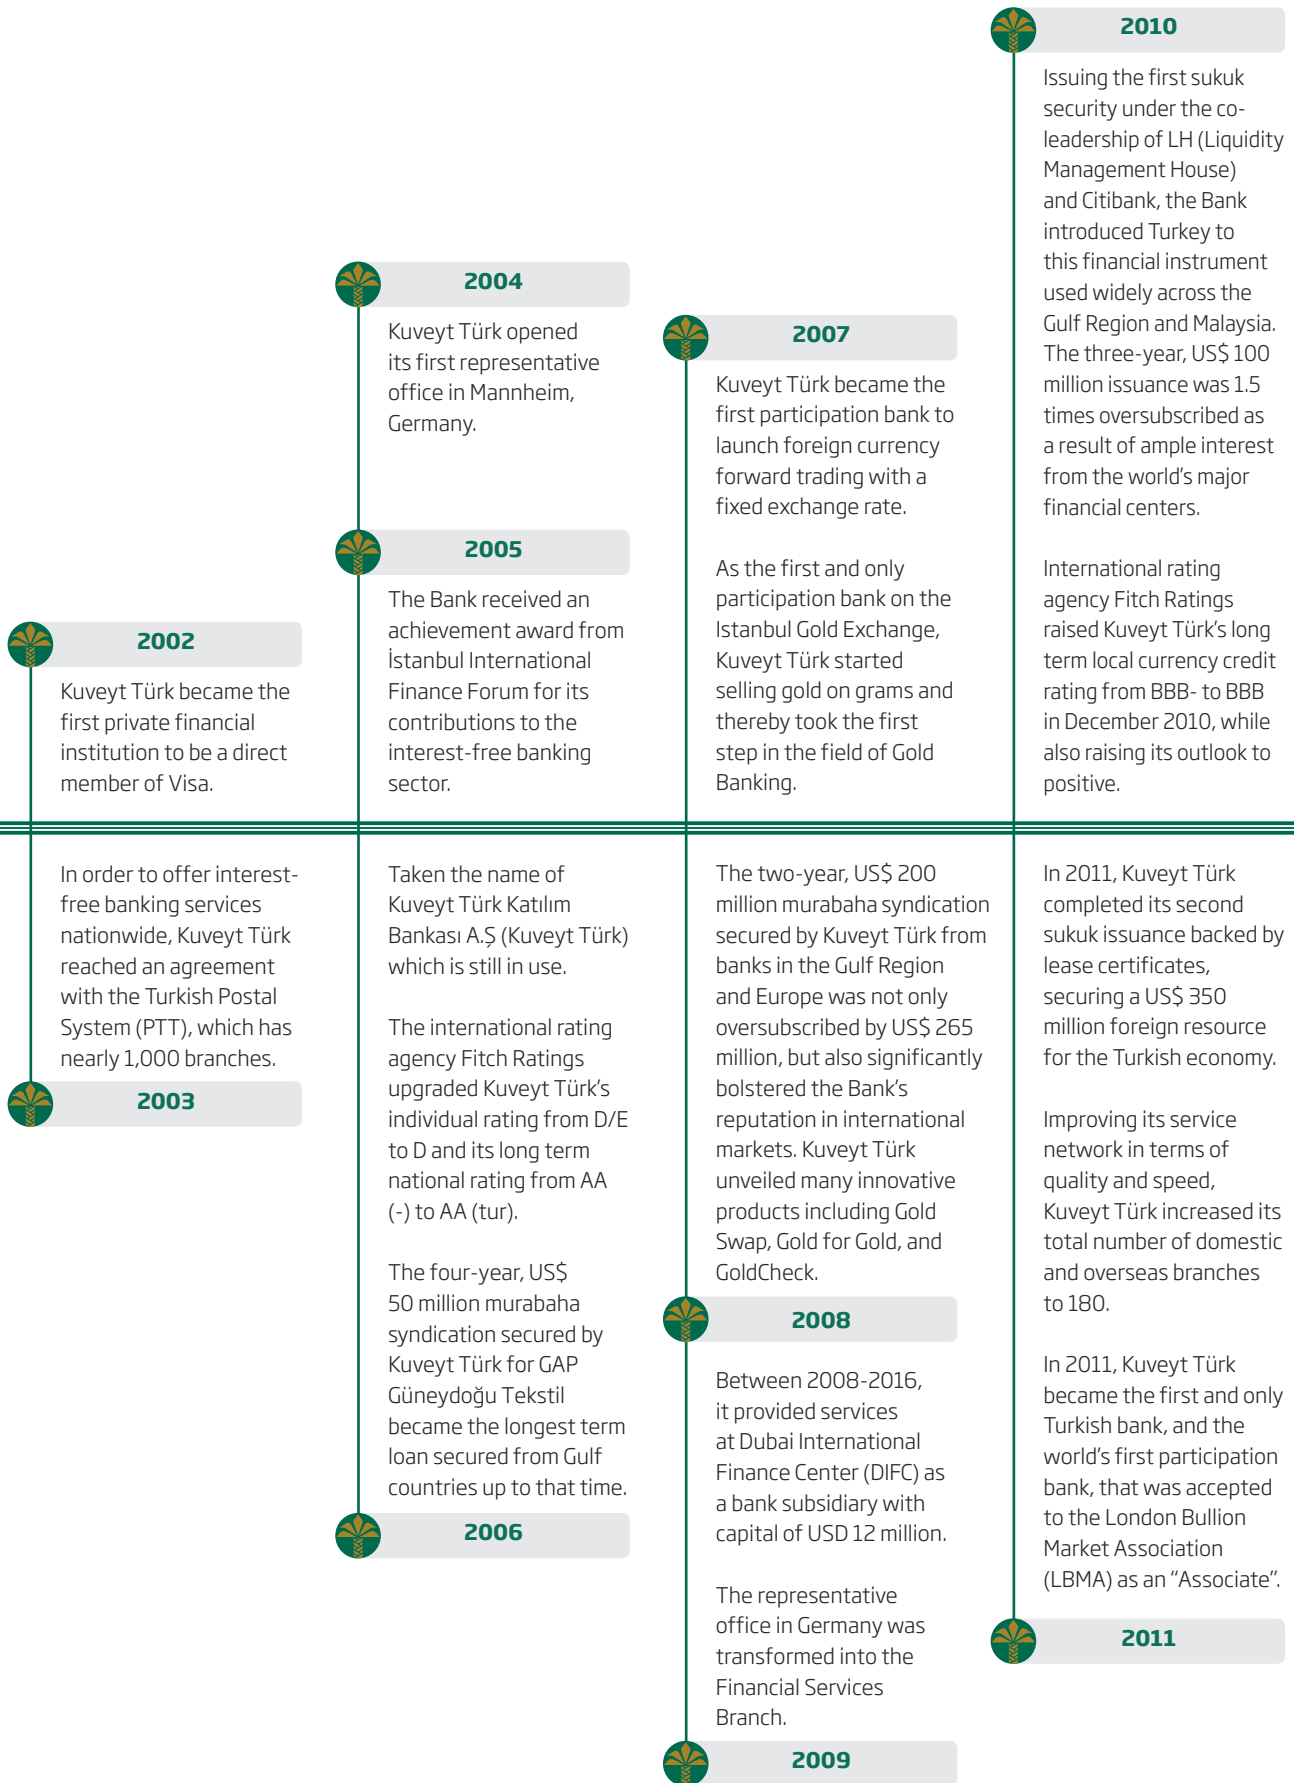 2002
Kuveyt Türk became the
first private financial
institution to be a direct
member of Visa.
In order to offer interest-
free banking services
nationwide, Kuveyt Türk
reached an agreement
with the Turkish Postal
System (PTT), which has
nearly 1,000 branches.
2003
2004
Kuveyt Türk opened
its first representative
office in Mannheim,
Germany.
2005
The Bank received an
achievement award from
İstanbul International
Finance Forum for its
contributions to the
interest-free banking
sector.
Taken the name of
Kuveyt Türk Katılım
Bankası A.Ş (Kuveyt Türk)
which is still in use.
The international rating
agency Fitch Ratings
upgraded Kuveyt Türk's
individual rating from D/E
to D and its long term
national rating from AA
(-) to AA (tur).
The four-year, US$
50 million murabaha
syndication secured by
Kuveyt Türk for GAP
Güneydoğu Tekstil
became the longest term
loan secured from Gulf
countries up to that time.
2006
2007
Kuveyt Türk became the
first participation bank to
launch foreign currency
forward trading with a
fixed exchange rate.
As the first and only
participation bank on the
Istanbul Gold Exchange,
Kuveyt Türk started
selling gold on grams and
thereby took the first
step in the field of Gold
Banking.
The two-year, US$ 200
million murabaha syndication
secured by Kuveyt Türk from
banks in the Gulf Region
and Europe was not only
oversubscribed by US$ 265
million, but also significantly
bolstered the Bank's
reputation in international
markets. Kuveyt Türk
unveiled many innovative
products including Gold
Swap, Gold for Gold, and
GoldCheck.
2008
Between 2008-2016,
it provided services
at Dubai International
Finance Center (DIFC) as
a bank subsidiary with
capital of USD 12 million.
The representative
office in Germany was
transformed into the
Financial Services
Branch.
2009
2010
Issuing the first sukuk
security under the co-
leadership of LH (Liquidity
Management House)
and Citibank, the Bank
introduced Turkey to
this financial instrument
used widely across the
Gulf Region and Malaysia.
The three-year, US$ 100
million issuance was 1.5
times oversubscribed as
a result of ample interest
from the world's major
financial centers.
International rating
agency Fitch Ratings
raised Kuveyt Türk's long
term local currency credit
rating from BBB- to BBB
in December 2010, while
also raising its outlook to
positive.
In 2011, Kuveyt Türk
completed its second
sukuk issuance backed by
lease certificates,
securing a US$ 350
million foreign resource
for the Turkish economy.
Improving its service
network in terms of
quality and speed,
Kuveyt Türk increased its
total number of domestic
and overseas branches
to 180.
In 2011, Kuveyt Türk
became the first and only
Turkish bank, and the
world's first participation
bank, that was accepted
to the London Bullion
Market Association
(LBMA) as an "Associate".
2011